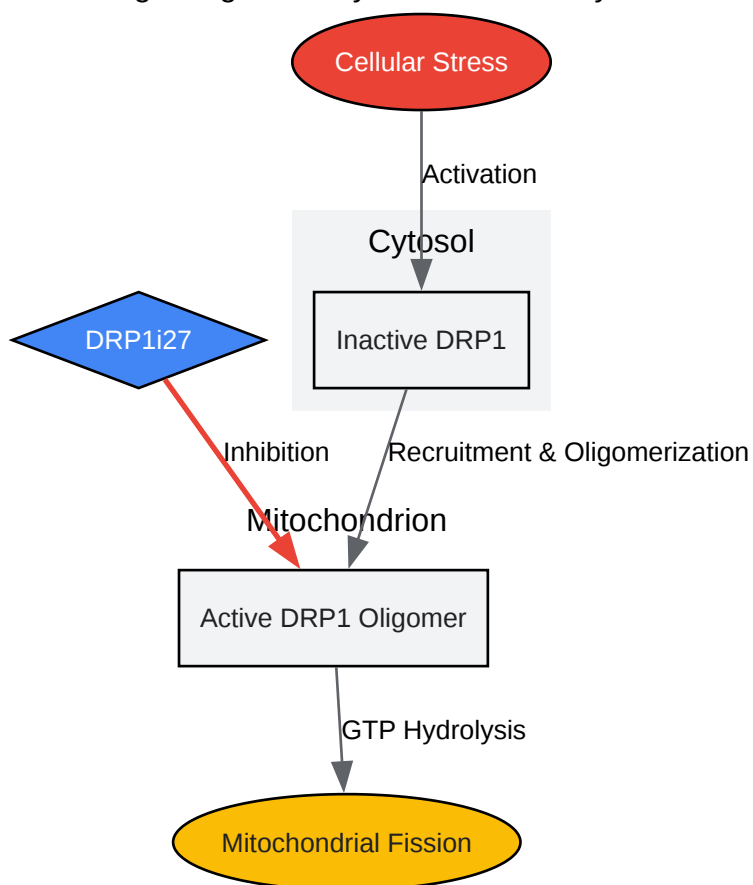 Cellular Stress
Activation
Cytosol
DRP1i27
Inactive DRP1
Inhibition
Recruitment & Oligomerization
Mitochondrion
Active DRP1 Oligomer
GTP Hydrolysis
Mitochondrial Fission